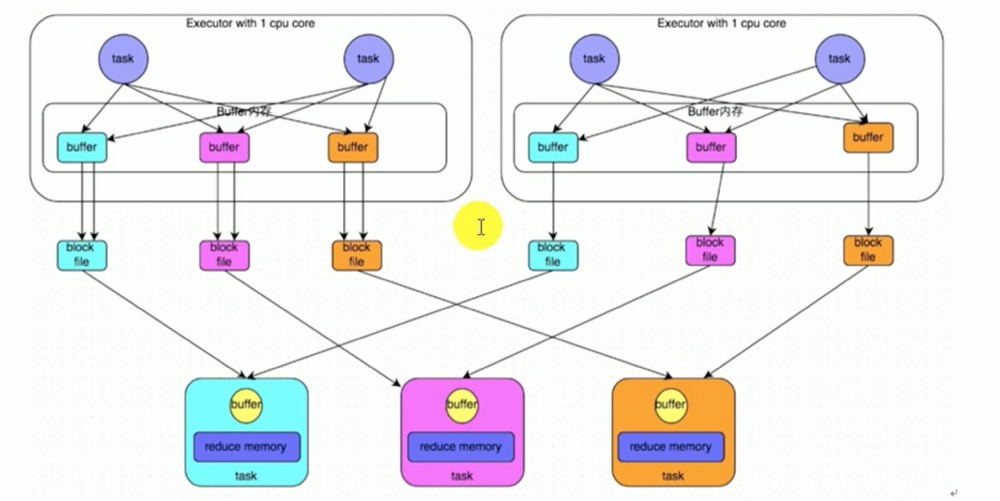 Executor with 1 cpu core
Executor with 1 cpu core
task
task
task
task
Buffer内存
Buffer内存
buffer
buffer
buffer
buffer
buffer
buffer
block
file
block
file
block
file
block
file
block
file
block
file
buffer
buffer
buffer
reduce memory
reduce memory
reduce memory
task
task
task